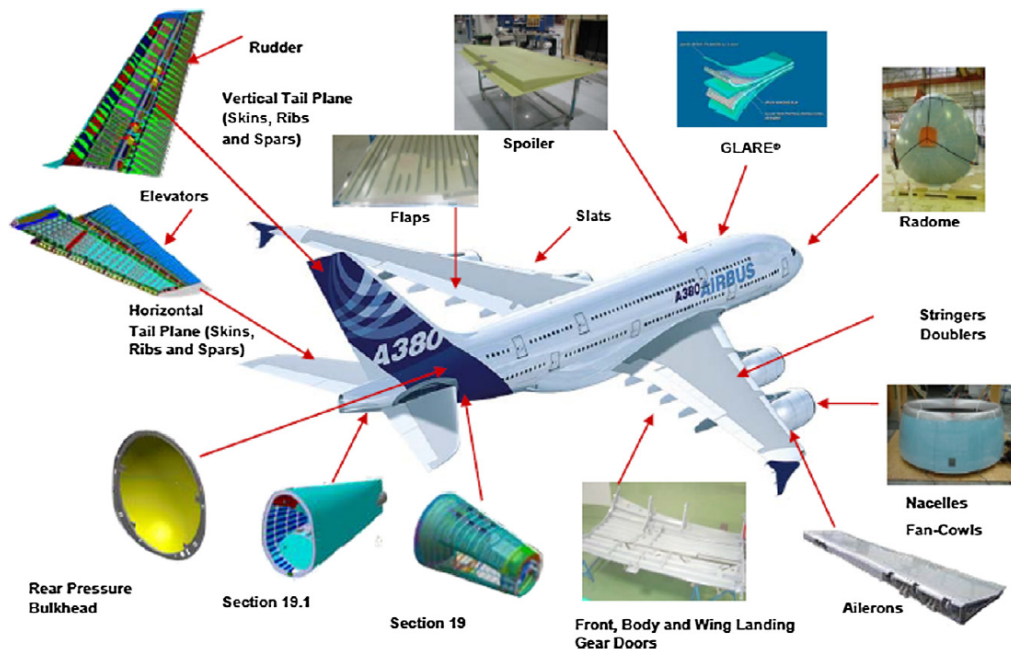 Rudder
Vertical Tail Plane
(Skins, Ribs
and Spars)
Spoiler
GLARE®
Radome
Elevators
Flaps
Slats
Horizontal
Tail Plane (Skins,
Ribs and Spars)
A380 AIRBUS
A380
Stringers
Doublers
Nacelles
Fan-Cowls
Rear Pressure
Bulkhead
Section 19.1
Section 19
Front, Body and Wing Landing
Gear Doors
Ailerons